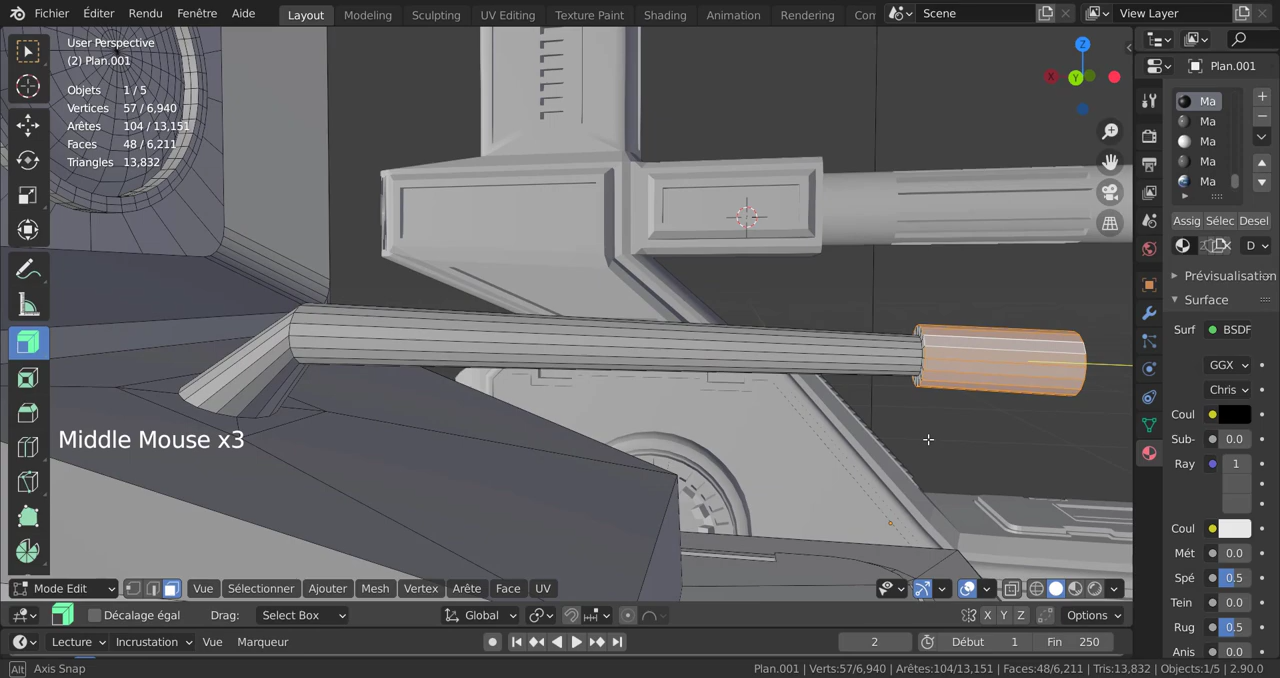 Fichier Éditer Rendu Fenêtre Aide Layout Modeling Sculpting UV Editing Texture Paint Shading Animation Rendering Scene View Layer
User Perspective
(2) Plan.001
Objets 1 / 5
Vertices 57 / 6,940
Arêtes 104 / 13,151
Faces 48 / 6,211
Triangles 13,832
Z
X
Y
Plan.001
Ma
Ma
Ma
Ma
Ma
Assig Sélec Desel
D
Prévisualisation
Surface
Surf BSDF
GGX
Chris
Coul
Sub- 0.0
Ray 1
Coul
Mét 0.0
Spé 0.5
Tein 0.0
Rug 0.5
Anis 0.0
Middle Mouse x3
Mode Edit Vue Sélectionner Ajouter Mesh Vertex Arête Face UV
Décalage égal Drag: Select Box Global X Y Z Options
Lecture Incrustation Vue Marqueur 2 Début 1 Fin 250
Alt Axis Snap Plan.001 | Verts:57/6,940 | Arêtes:104/13,151 | Faces:48/6,211 | Tris:13,832 | Objects:1/5 | 2.90.0